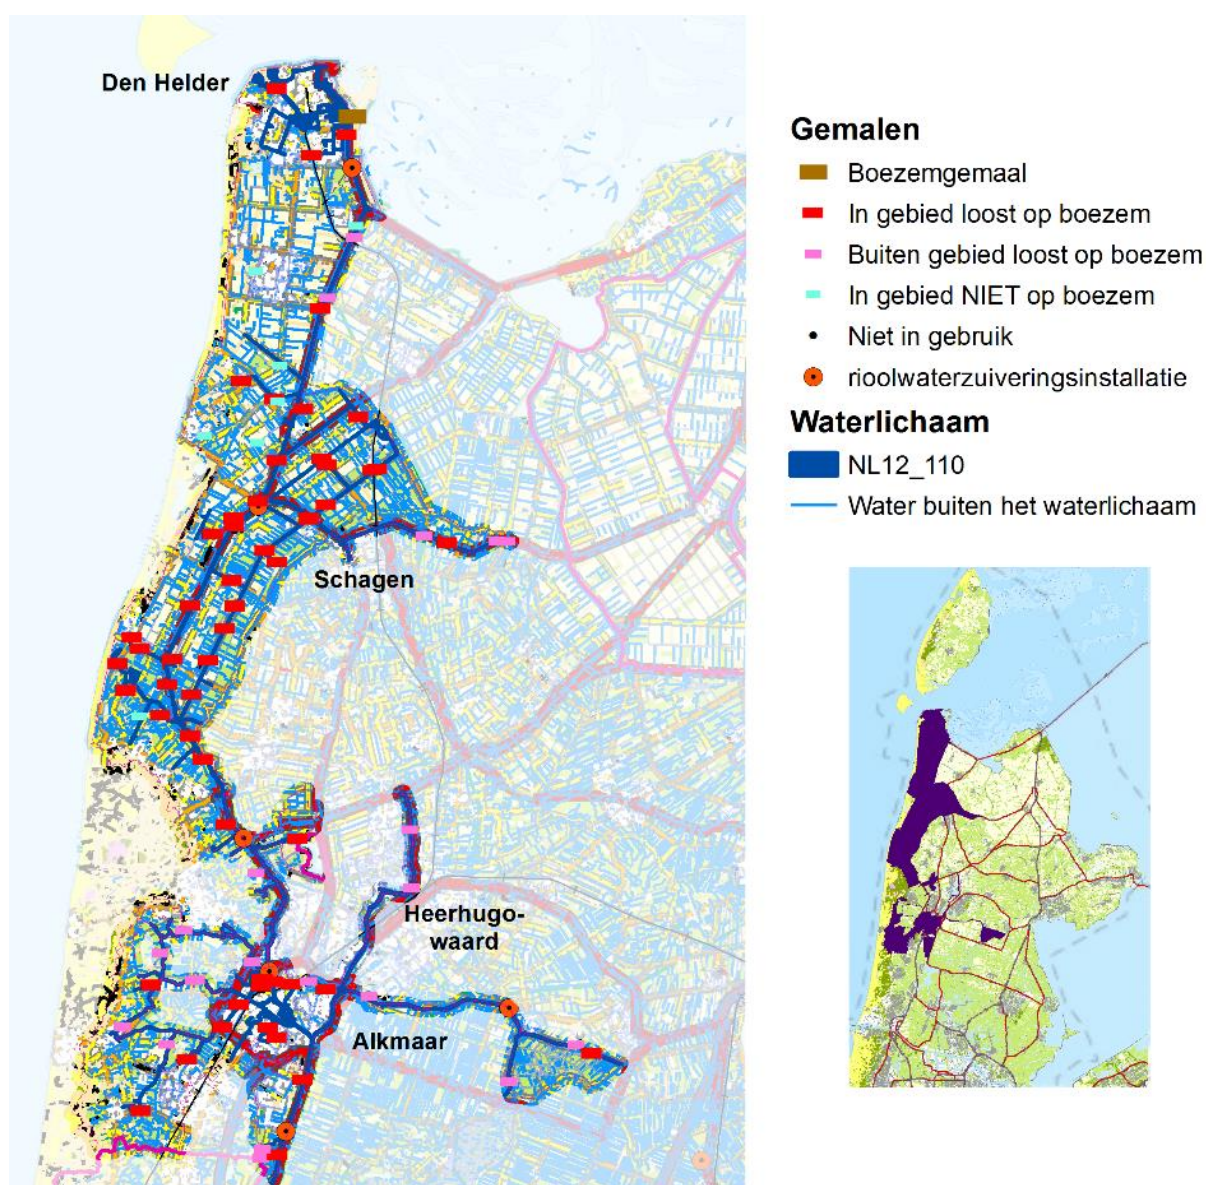 Den Helder
Schagen
Heerhugo-
waard
Alkmaar
Gemalen
Boezemgemaal
In gebied loost op boezem
Buiten gebied loost op boezem
In gebied NIET op boezem
Niet in gebruik
rioolwaterzuiveringsinstallatie
Waterlichaam
NL12_110
Water buiten het waterlichaam